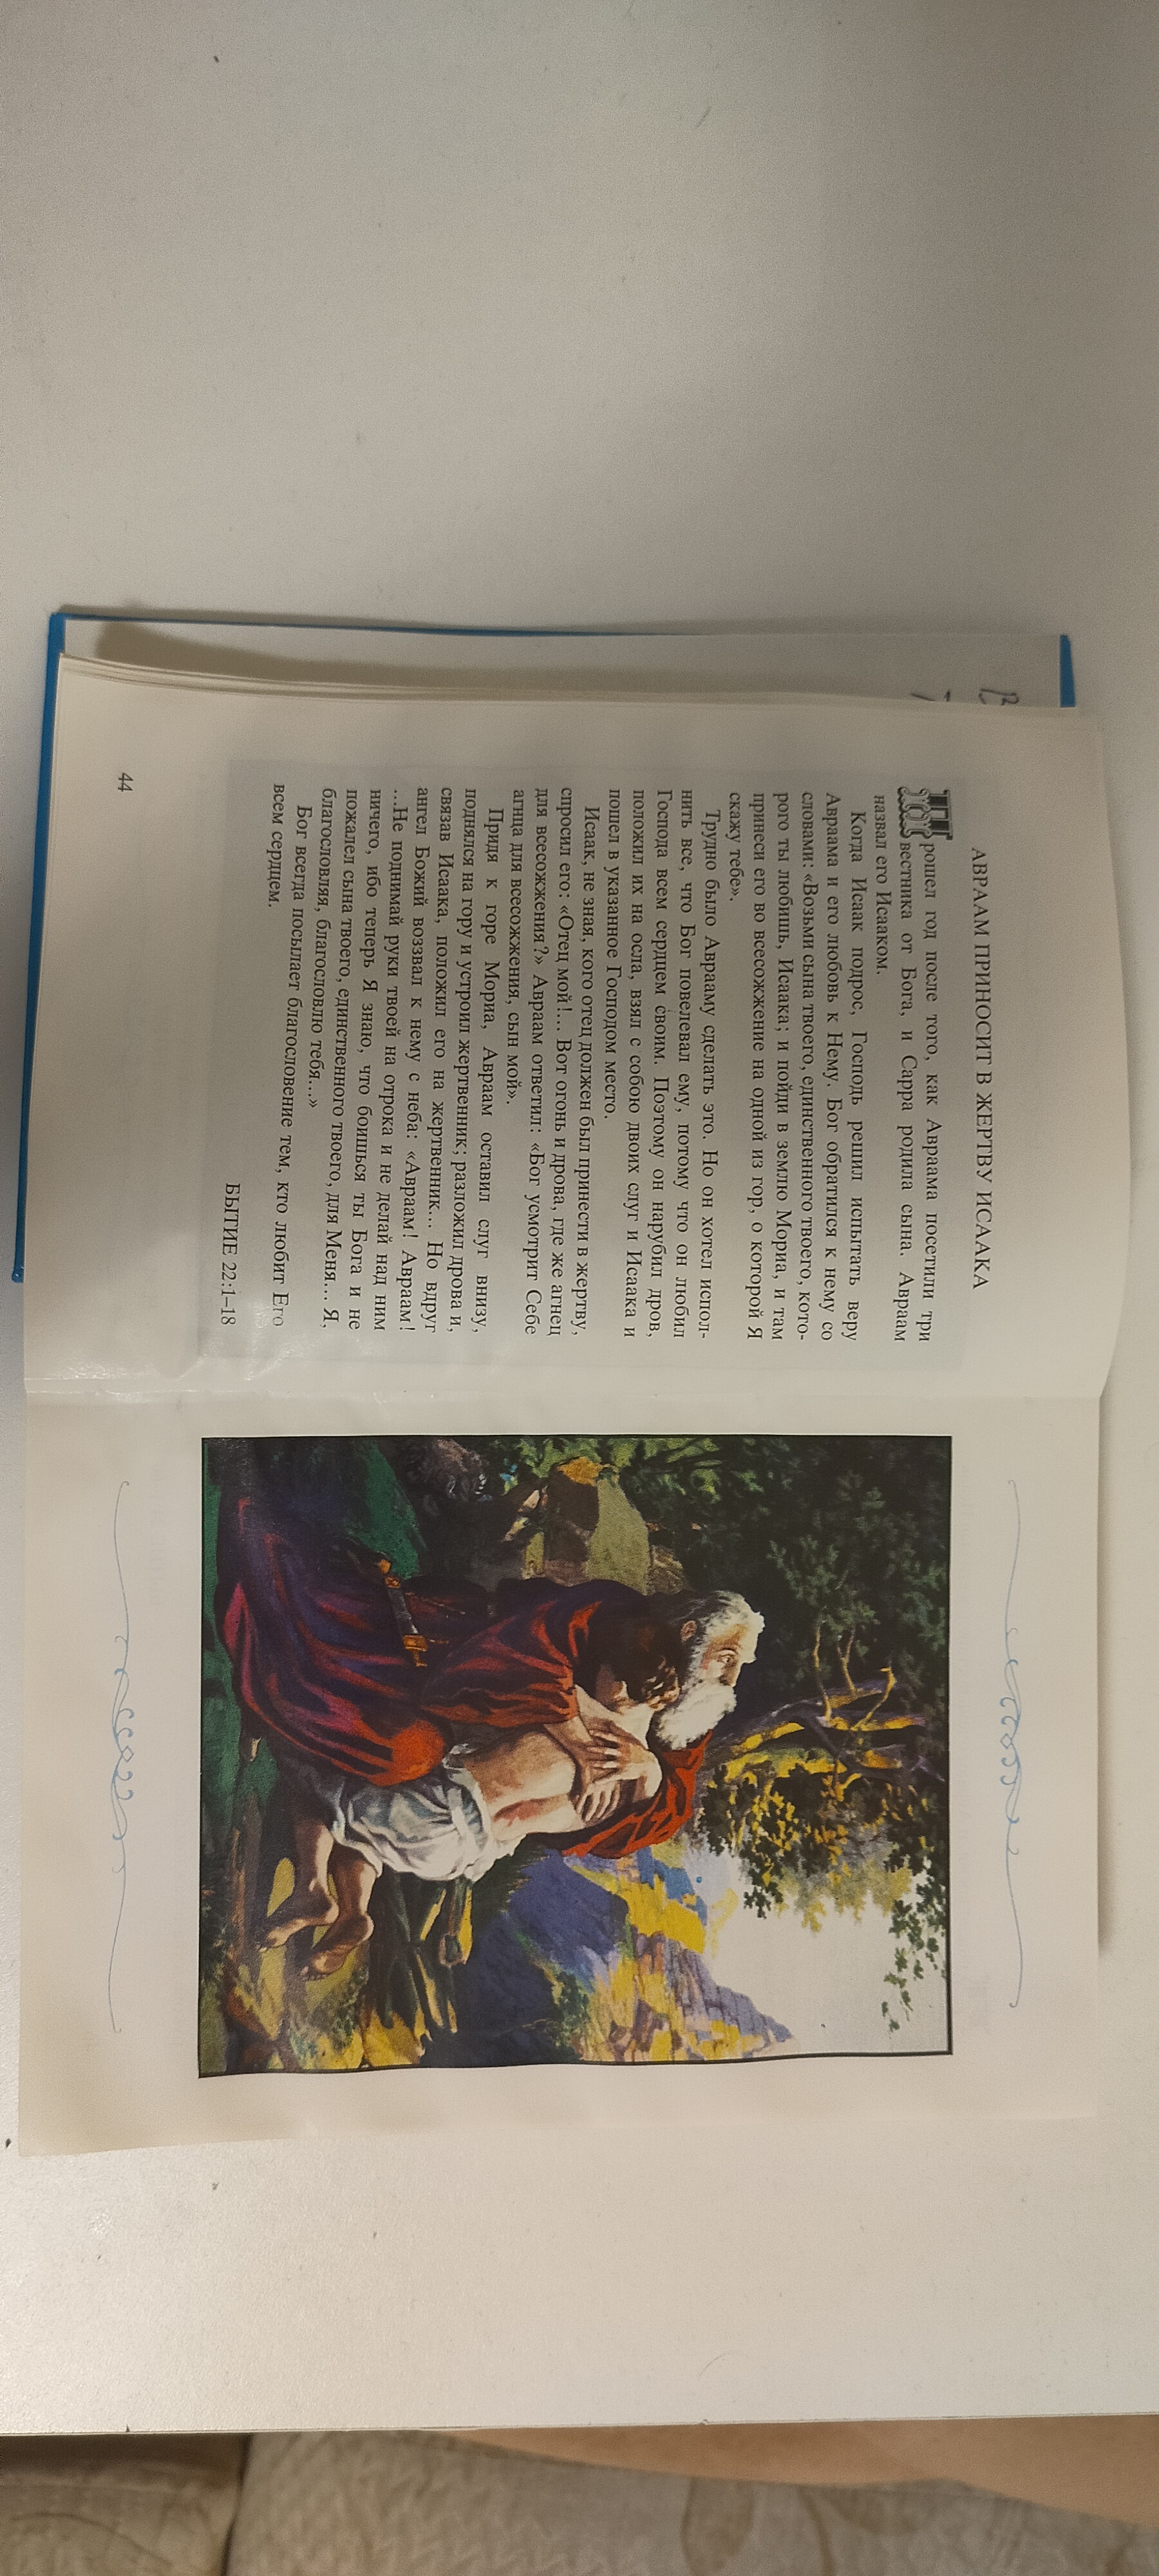 АВРААМ ПРИНОСИТ В ЖЕРТВУ ИСААКА
Прошел год после того, как Авраама посетили три
вестника от Бога, и Сарра родила сына. Авраам
назвал его Исааком.
Когда Исаак подрос, Господь решил испытать веру
Авраама и его любовь к Нему. Бог обратился к нему со
словами: «Возьми сына твоего, единственного твоего, кото-
рого ты любишь, Исаака; и пойди в землю Мориа, и там
принеси его во всесожжение на одной из гор, о которой Я
скажу тебе».
Трудно было Аврааму сделать это. Но он хотел испол-
нить все, что Бог повелевал ему, потому что он любил
Господа всем сердцем своим. Поэтому он нарубил дров,
положил их на осла, взял с собою двоих слуг и Исаака и
пошел в указанное Господом место.
Исаак, не зная, кого отец должен был принести в жертву,
спросил его: «Отец мой!... Вот огонь и дрова, где же агнец
для всесожжения?» Авраам ответил: «Бог усмотрит Себе
агнца для всесожжения, сын мой».
Придя к горе Мориа, Авраам оставил слуг внизу,
поднялся на гору и устроил жертвенник; разложил дрова и,
связав Исаака, положил его на жертвенник... Но вдруг
ангел Божий воззвал к нему с неба: «Авраам! Авраам!
...Не поднимай руки твоей на отрока и не делай над ним
ничего, ибо теперь Я знаю, что боишься ты Бога и не
пожалел сына твоего, единственного твоего, для Меня... Я,
благословляя, благословлю тебя...»
Бог всегда посылает благословение тем, кто любит Его
всем сердцем.
БЫТИЕ 22:1–18
44